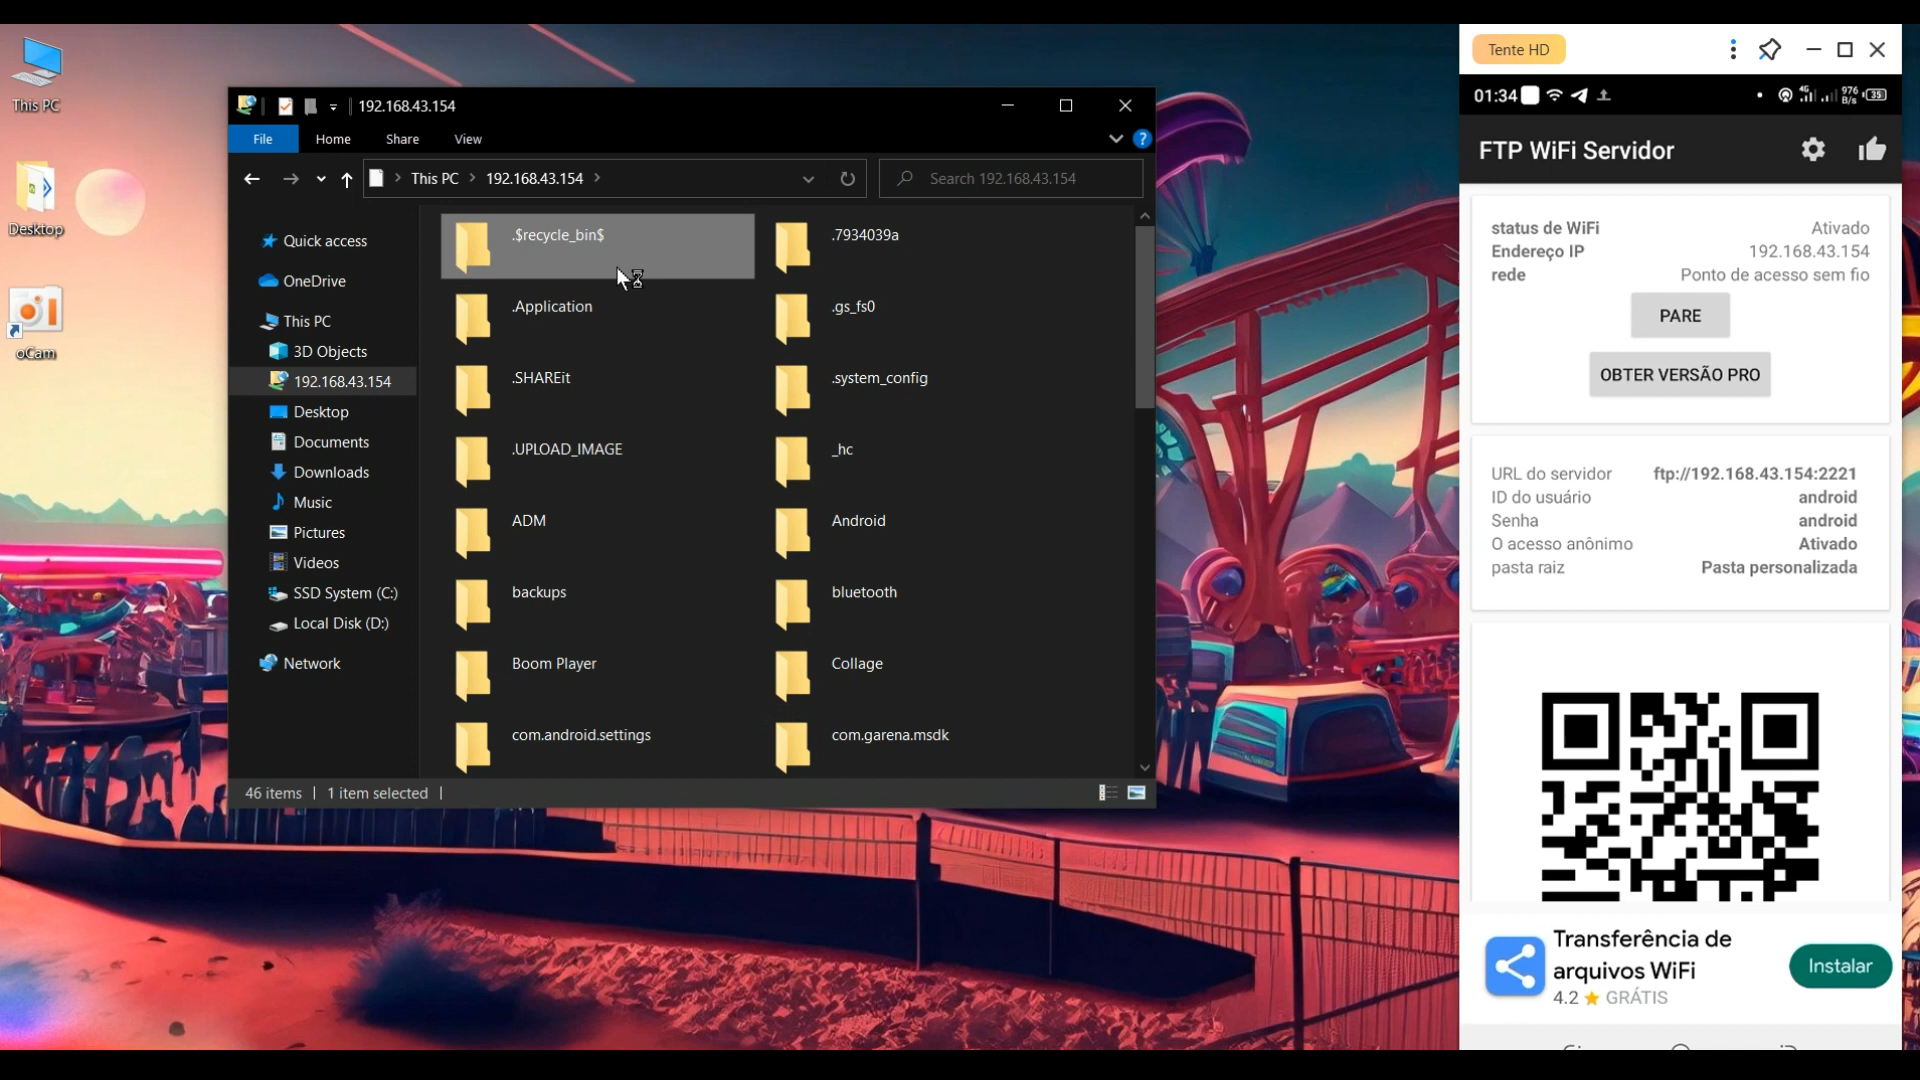 This PC
Desktop
oCam
192.168.43.154
File
Home
Share
View
This PC
192.168.43.154
Search 192.168.43.154
Quick access
OneDrive
This PC
3D Objects
192.168.43.154
Desktop
Documents
Downloads
Music
Pictures
Videos
SSD System (C:)
Local Disk (D:)
Network
.$recycle_bin$
.7934039a
.Application
.gs_fs0
.SHAREit
.system_config
.UPLOAD_IMAGE
_hc
ADM
Android
backups
bluetooth
Boom Player
Collage
com.android.settings
com.garena.msdk
46 items
1 item selected
Tente HD
01:34
4G
976 B/s
35
FTP WiFi Servidor
status de WiFi Ativado
Endereço IP 192.168.43.154
rede Ponto de acesso sem fio
PARE
OBTER VERSÃO PRO
URL do servidor ftp://192.168.43.154:2221
ID do usuário android
Senha android
O acesso anônimo Ativado
pasta raiz Pasta personalizada
Transferência de
arquivos WiFi
4.2 ★ GRÁTIS
Instalar